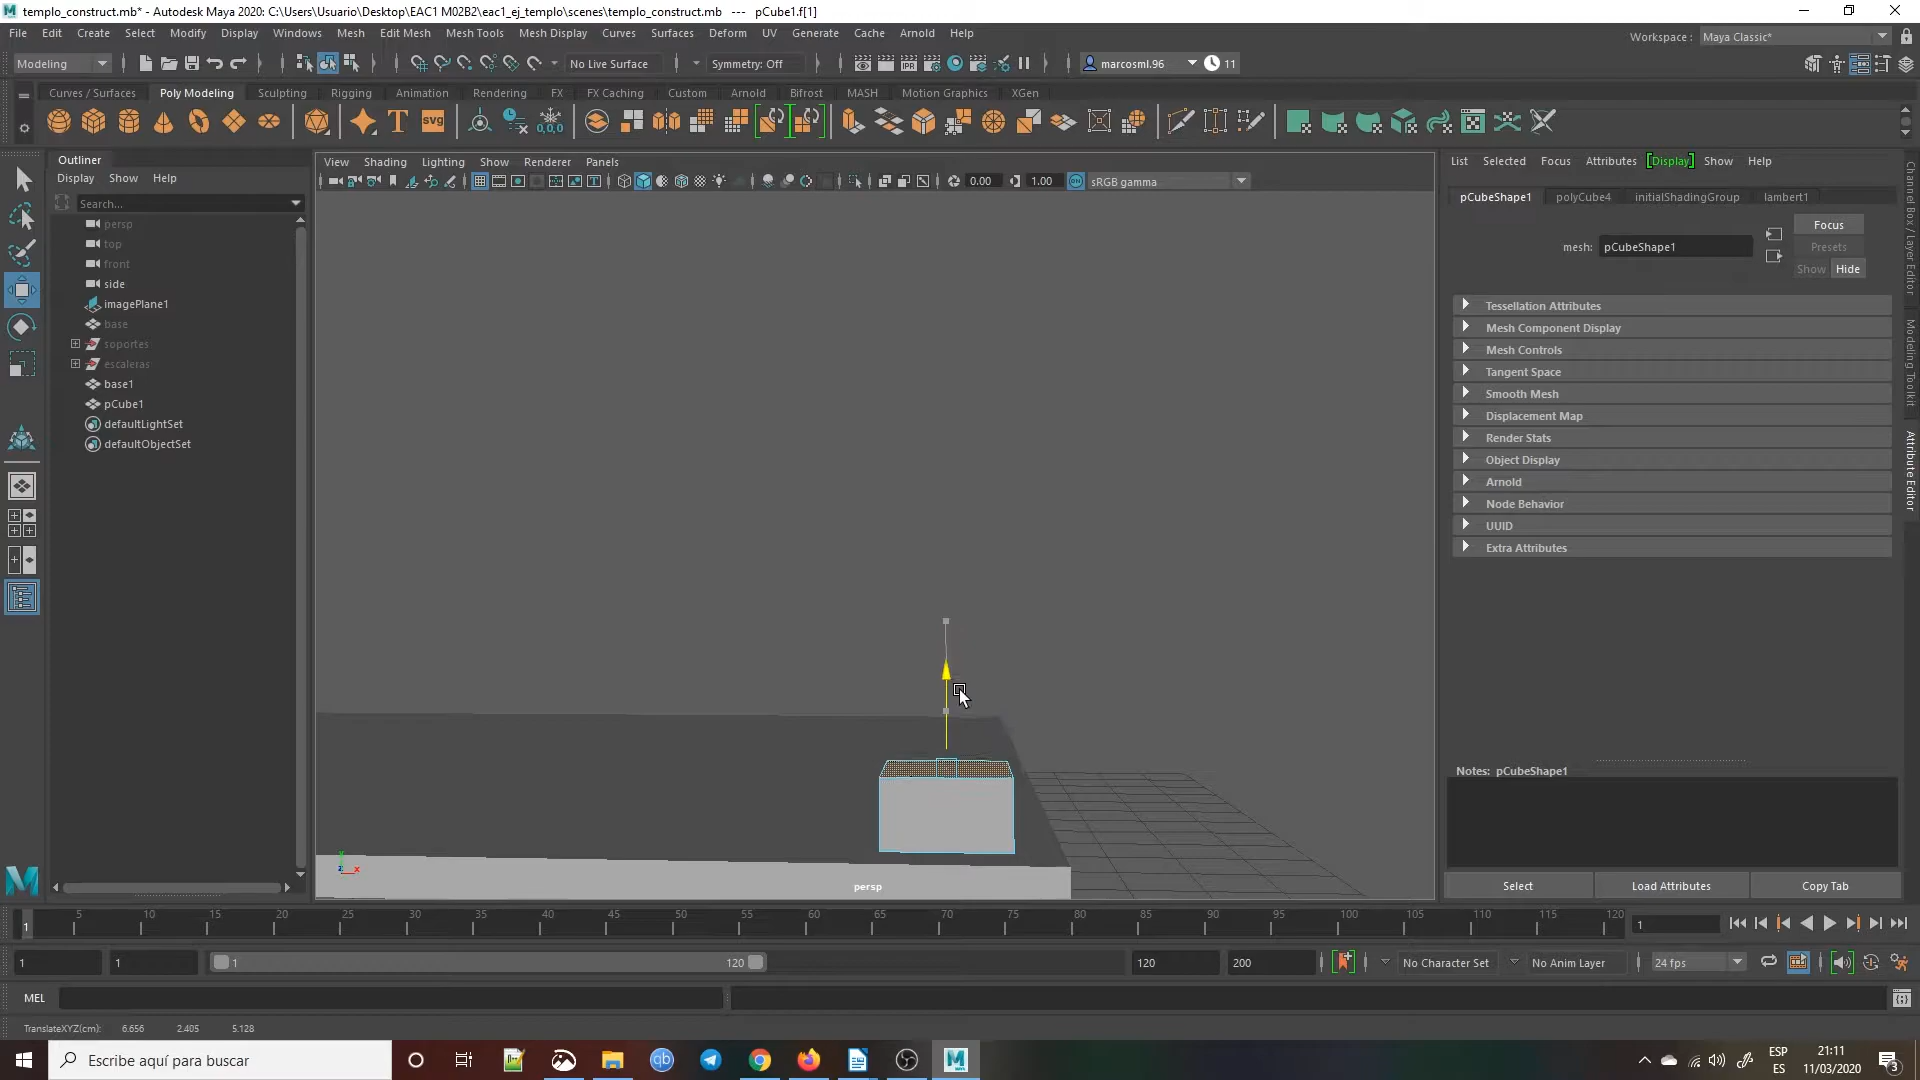 templo_construct.mb* - Autodesk Maya 2020: C:\Users\Usuario\Desktop\EAC1 M02B2\eac1_ej_templo\scenes\templo_construct.mb --- pCube1.f[1]
File Edit Create Select Modify Display Windows Mesh Edit Mesh Mesh Tools Mesh Display Curves Surfaces Deform UV Generate Cache Arnold Help
Workspace : Maya Classic*
Modeling No Live Surface Symmetry: Off marcosml.96 11
Curves / Surfaces Poly Modeling Sculpting Rigging Animation Rendering FX FX Caching Custom Arnold Bifrost MASH Motion Graphics XGen
T svg 0,0,0
Outliner
Display Show Help
Search...
persp
top
front
side
imagePlane1
base
soportes
escaleras
base1
pCube1
defaultLightSet
defaultObjectSet
View Shading Lighting Show Renderer Panels
0.00 1.00 sRGB gamma
persp
List Selected Focus Attributes Display Show Help
pCubeShape1 polyCube4 initialShadingGroup lambert1
mesh: pCubeShape1
Focus
Presets
Show Hide
Tessellation Attributes
Mesh Component Display
Mesh Controls
Tangent Space
Smooth Mesh
Displacement Map
Render Stats
Object Display
Arnold
Node Behavior
UUID
Extra Attributes
Notes: pCubeShape1
Select Load Attributes Copy Tab
Channel Box / Layer Editor
Modeling Toolkit
Attribute Editor
1 5 10 15 20 25 30 35 40 45 50 55 60 65 70 75 80 85 90 95 100 105 110 115 120 1
1 1 1 120 120 200 No Character Set No Anim Layer 24 fps
MEL
TranslateXYZ(cm): 6.656 2.405 5.128
Escribe aquí para buscar
ESP
ES
21:11
11/03/2020
3